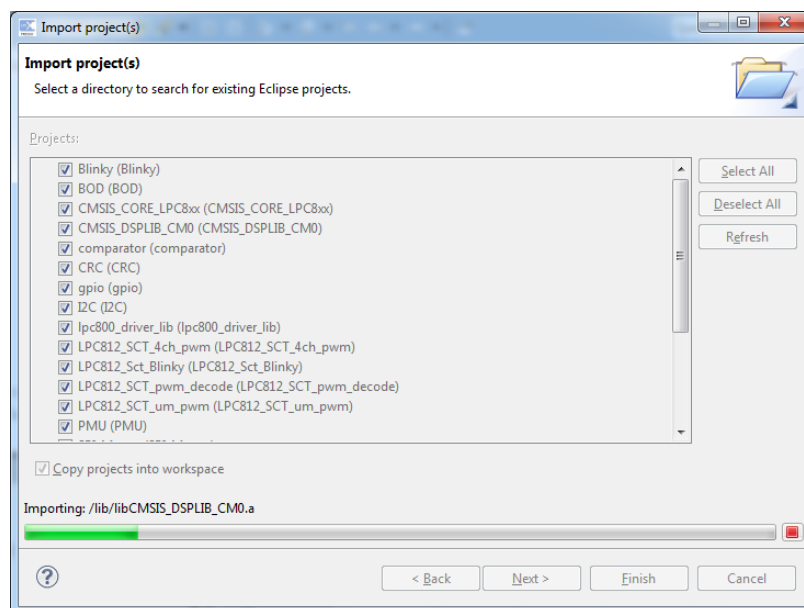 Import project(s)
Import project(s)
Select a directory to search for existing Eclipse projects.
Projects:
Blinky (Blinky)
BOD (BOD)
CMSIS_CORE_LPC8xx (CMSIS_CORE_LPC8xx)
CMSIS_DSPLIB_CM0 (CMSIS_DSPLIB_CM0)
comparator (comparator)
CRC (CRC)
gpio (gpio)
I2C (I2C)
lpc800_driver_lib (lpc800_driver_lib)
LPC812_SCT_4ch_pwm (LPC812_SCT_4ch_pwm)
LPC812_Sct_Blinky (LPC812_Sct_Blinky)
LPC812_SCT_pwm_decode (LPC812_SCT_pwm_decode)
LPC812_SCT_um_pwm (LPC812_SCT_um_pwm)
PMU (PMU)
Select All
Deselect All
Refresh
Copy projects into workspace
Importing: /lib/libCMSIS_DSPLIB_CM0.a
?
< Back
Next >
Finish
Cancel